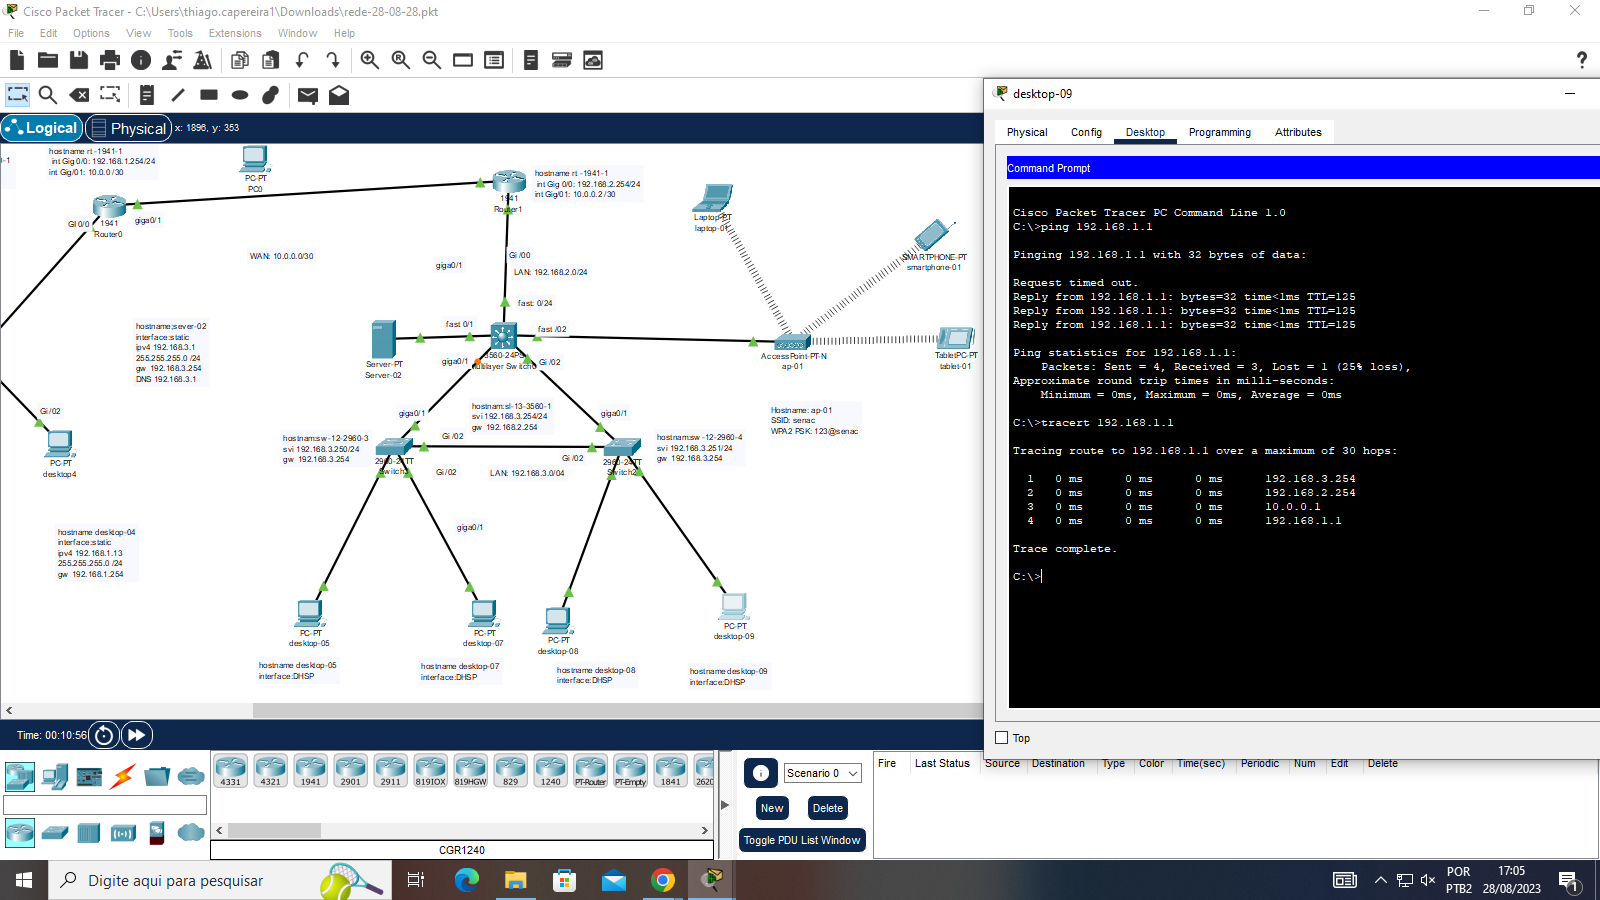 Cisco Packet Tracer - C:\Users\thiago.capereira1\Downloads\rede-28-08-28.pkt
File Edit Options View Tools Extensions Window Help
Logical Physical x: 1896, y: 353
hostname rt -1941-1
int Gig 0/0: 192.168.1.254/24
int Gig/01: 10.0.0 /30
PC-PT
PC0
hostname rt -1941-1
int Gig 0/0: 192.168.2.254/24
int Gig/01: 10.0.0.2 /30
1941
Router1
GI 0/0
1941
Router0
giga0/1
Laptop-PT
laptop-01
SMARTPHONE-PT
smartphone-01
WAN: 10.0.0.0/30
giga0/1
Gi /00
LAN: 192.168.2.0/24
fast: 0/24
hostname;sever-02
interface:static
ipv4 192.168.3.1
255.255.255.0 /24
gw 192.168.3.254
DNS 192.168.3.1
fast 0/1
fast /02
Server-PT
Server-02
giga0/1
3560-24PS
Multilayer Switch0
Gi /02
AccessPoint-PT-N
ap-01
TabletPC-PT
tablet-01
Gi /02
giga0/1
hostnam:sl-13-3560-1
svi 192.168.3.254/24
gw 192.168.2.254
giga0/1
Hostname: ap-01
SSID: senac
WPA2 PSK: 123@senac
hostnam:sw -12-2960-3
svi 192.168.3.250/24
gw 192.168.3.254
Gi /02
hostnam:sw -12-2960-4
svi 192.168.3.251/24
gw 192.168.3.254
PC-PT
desktop4
2960-24TT
Gi /02
Gi /02
LAN: 192.168.3.0/04
2960-24TT
Switch2
hostname desktop-04
interface:static
ipv4 192.168.1.13
255.255.255.0 /24
gw 192.168.1.254
giga0/1
PC-PT
desktop-05
PC-PT
desktop-07
PC-PT
desktop-08
PC-PT
desktop-09
hostname desktop-05
interface:DHSP
hostname desktop-07
interface:DHSP
hostname desktop-08
interface:DHSP
hostname desktop-09
interface:DHSP
desktop-09
Physical Config Desktop Programming Attributes
Command Prompt
Cisco Packet Tracer PC Command Line 1.0
C:\>ping 192.168.1.1
Pinging 192.168.1.1 with 32 bytes of data:
Request timed out.
Reply from 192.168.1.1: bytes=32 time<1ms TTL=125
Reply from 192.168.1.1: bytes=32 time<1ms TTL=125
Reply from 192.168.1.1: bytes=32 time<1ms TTL=125
Ping statistics for 192.168.1.1:
Packets: Sent = 4, Received = 3, Lost = 1 (25% loss),
Approximate round trip times in milli-seconds:
Minimum = 0ms, Maximum = 0ms, Average = 0ms
C:\>tracert 192.168.1.1
Tracing route to 192.168.1.1 over a maximum of 30 hops:
1 0 ms 0 ms 0 ms 192.168.3.254
2 0 ms 0 ms 0 ms 192.168.2.254
3 0 ms 0 ms 0 ms 10.0.0.1
4 0 ms 0 ms 0 ms 192.168.1.1
Trace complete.
C:\>
Top
Time: 00:10:56
4331 4321 1941 2901 2911 819IOX 819HGW 829 1240 PT-Router PT-Empty 1841 2620
CGR1240
Scenario 0
New Delete
Toggle PDU List Window
Fire Last Status Source Destination Type Color Time(sec) Periodic Num Edit Delete
Digite aqui para pesquisar
POR
PTB2
17:05
28/08/2023
1